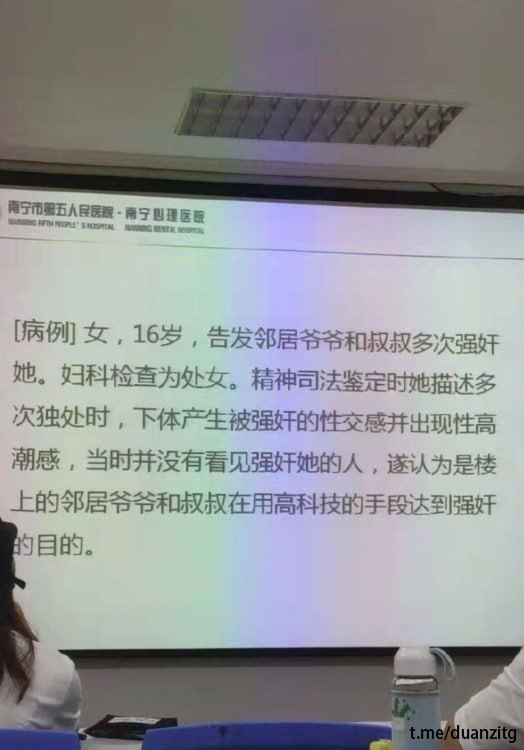 南宁市第五人民医院·南宁心理医院
NANNING FIFTH PEOPLE'S HOSPITAL NANNING MENTAL HOSPITAL
[病例] 女，16岁，告发邻居爷爷和叔叔多次强奸
她。妇科检查为处女。精神司法鉴定时她描述多
次独处时，下体产生被强奸的性交感并出现性高
潮感，当时并没有看见强奸她的人，遂认为是楼
上的邻居爷爷和叔叔在用高科技的手段达到强奸
的目的。
t.me/duanzitg